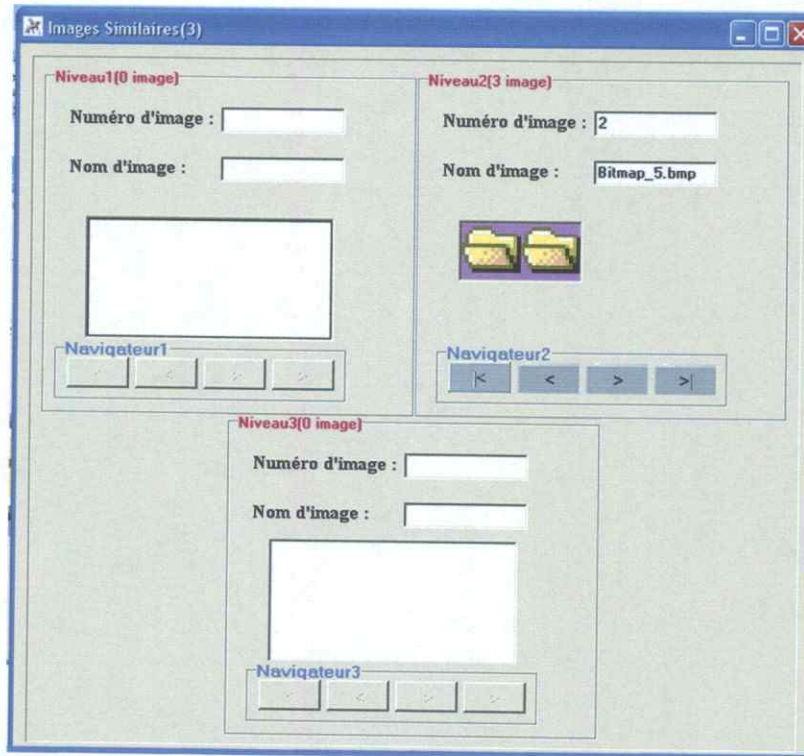 Images Similaires(3)
Niveau1(0 image)
Numéro d'image :
Nom d'image :
Navigateur1
< < > >
Niveau2(3 image)
Numéro d'image : 2
Nom d'image : Bitmap_5.bmp
Navigateur2
|< < > >|
Niveau3(0 image)
Numéro d'image :
Nom d'image :
Navigateur3
< < > >